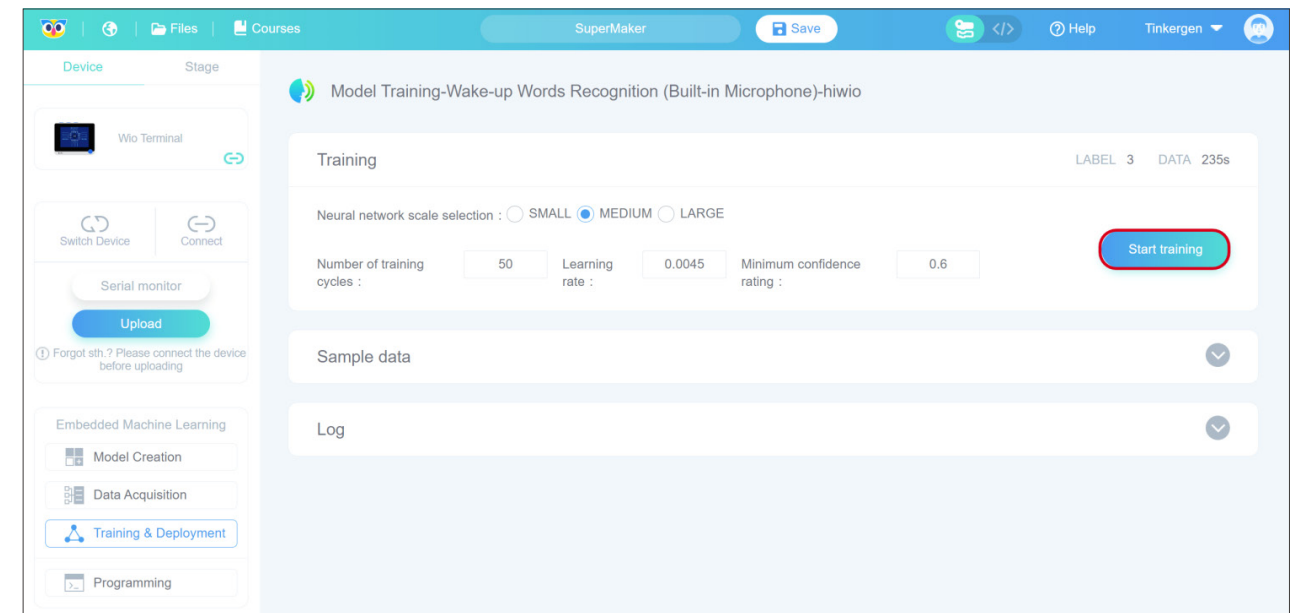 Files
Courses
SuperMaker
Save
</>
Help
Tinkergen
Device
Stage
Wio Terminal
Switch Device
Connect
Serial monitor
Upload
Forgot sth.? Please connect the device
before uploading
Embedded Machine Learning
Model Creation
Data Acquisition
Training & Deployment
Programming
Model Training-Wake-up Words Recognition (Built-in Microphone)-hiwio
Training
LABEL 3 DATA 235s
Neural network scale selection : SMALL MEDIUM LARGE
Number of training
cycles :
50
Learning
rate :
0.0045
Minimum confidence
rating :
0.6
Start training
Sample data
Log